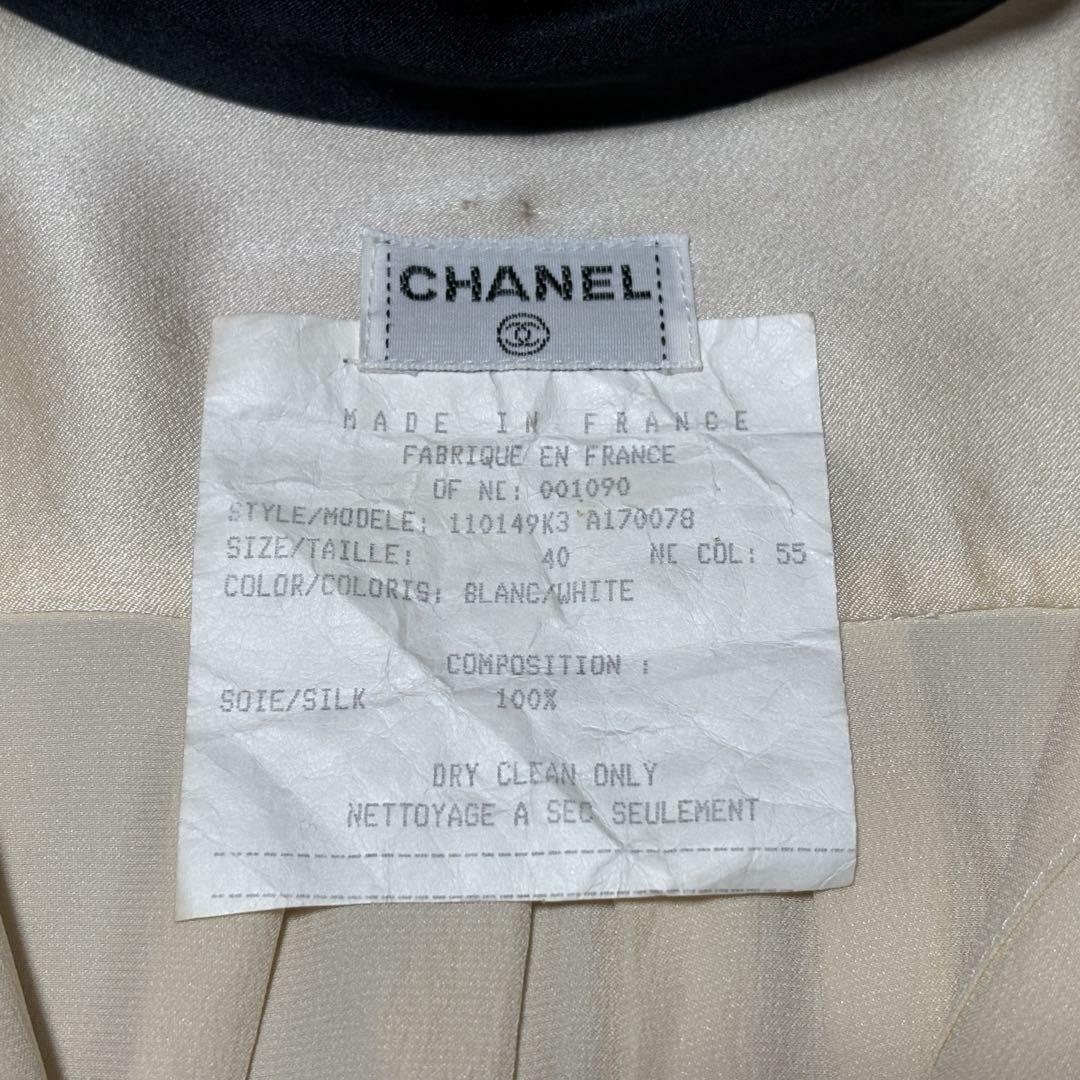 CHANEL
MADE IN FRANCE
FABRIQUE EN FRANCE
OF NC: 001090
STYLE/MODELE: 110149K3 A170078
SIZE/TAILLE: 40 NC COL: 55
COLOR/COLORIS: BLANC/WHITE
COMPOSITION :
SOIE/SILK 100%
DRY CLEAN ONLY
NETTOYAGE A SEC SEULEMENT